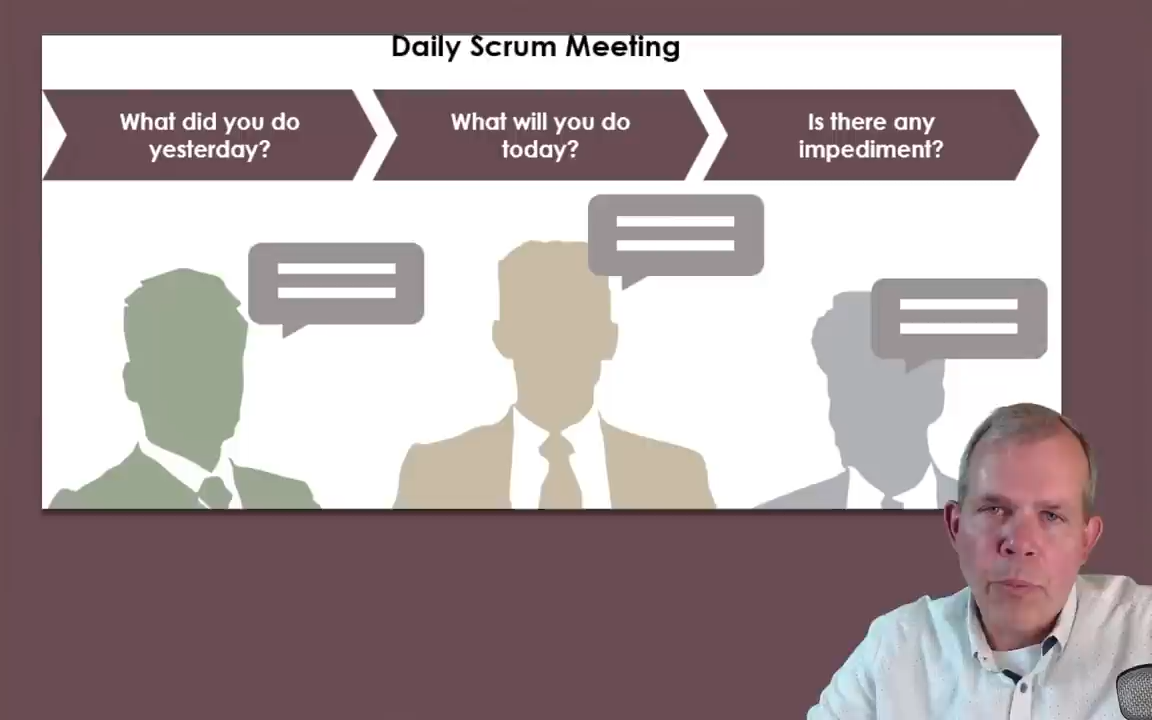 Daily Scrum Meeting
What did you do
yesterday?
What will you do
today?
Is there any
impediment?